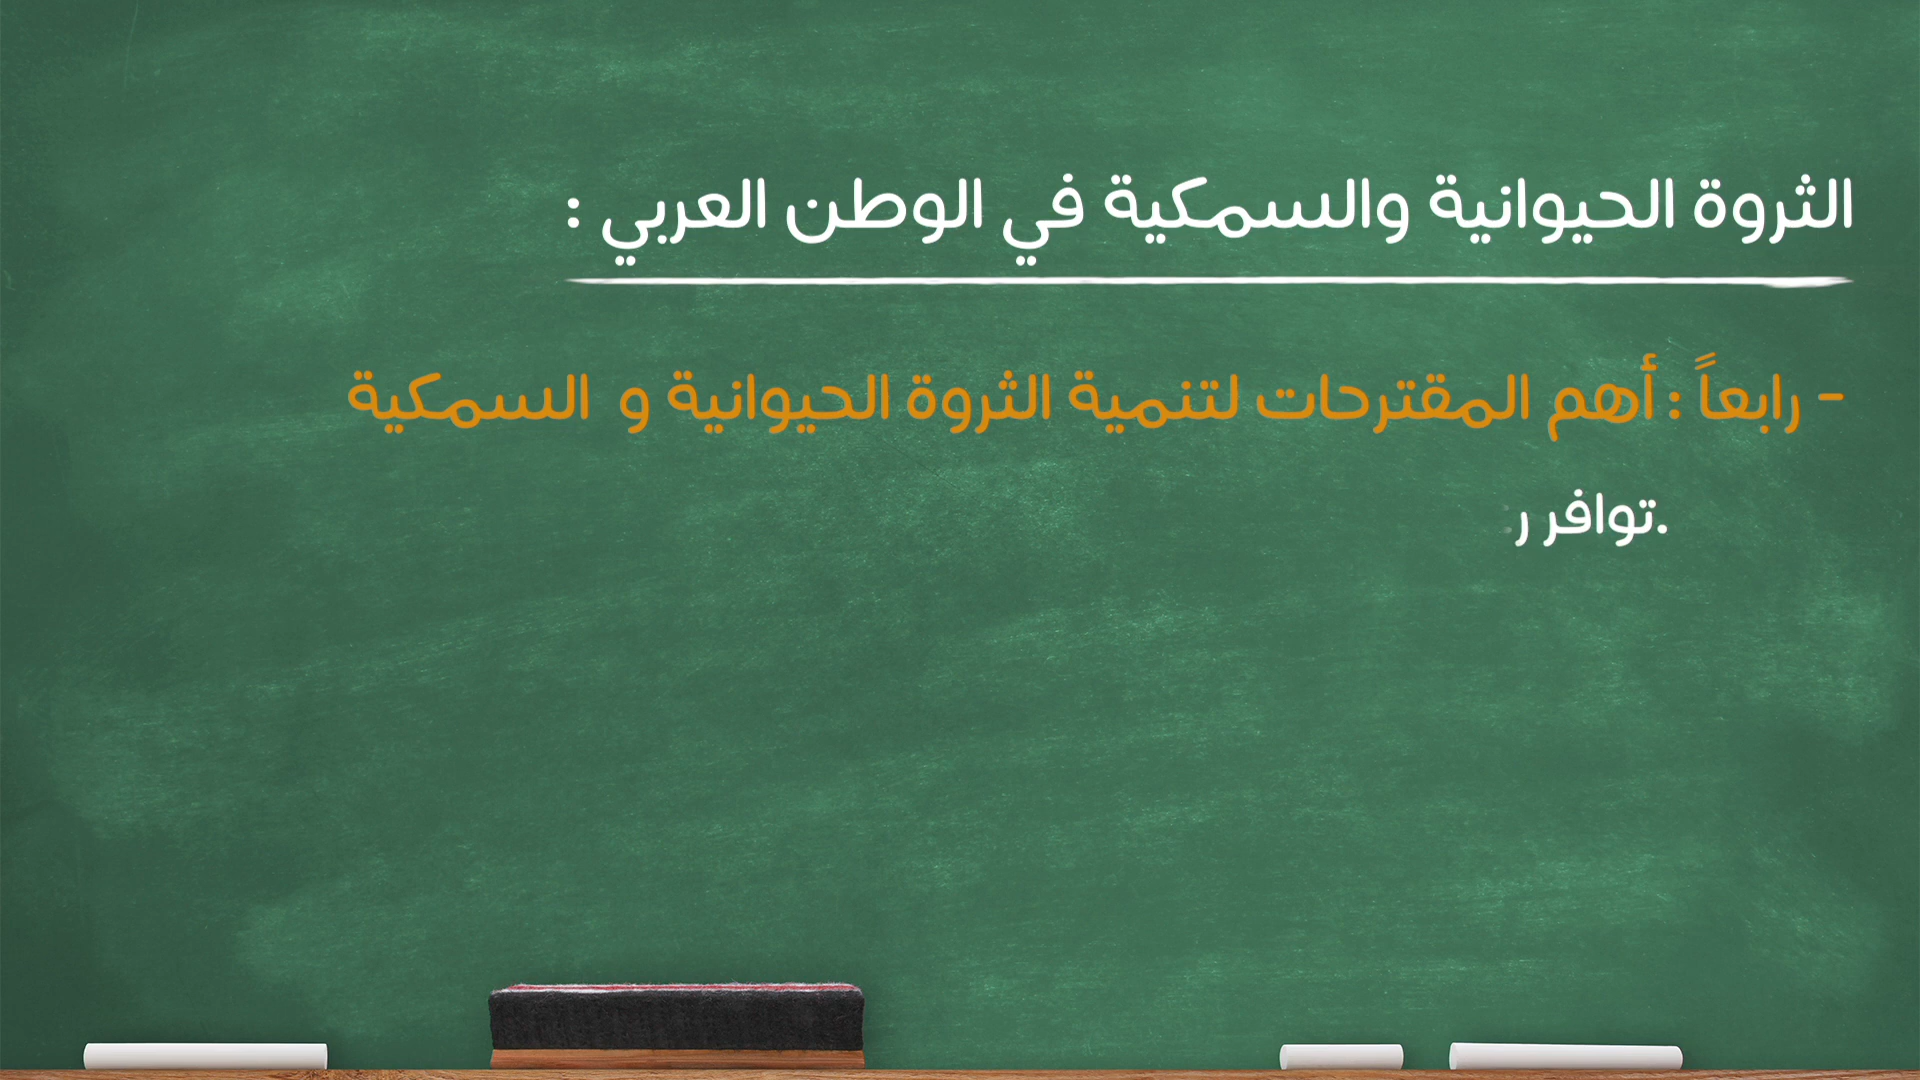 الثروة الحيوانية والسمكية في الوطن العربي :
- رابعاً : أهم المقترحات لتنمية الثروة الحيوانية و السمكية
.توافر ر